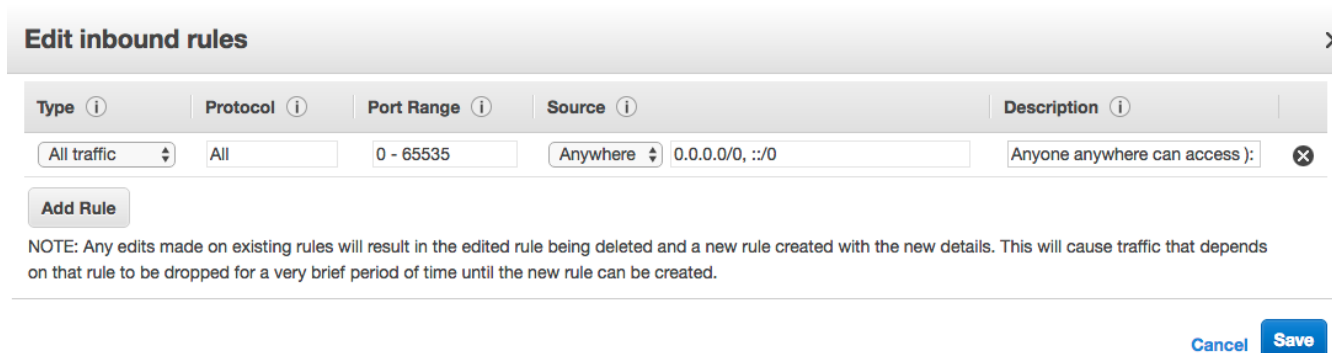 Edit inbound rules
Type Protocol Port Range Source Description
All traffic All 0 - 65535 Anywhere 0.0.0.0/0, ::/0 Anyone anywhere can access ):
Add Rule
NOTE: Any edits made on existing rules will result in the edited rule being deleted and a new rule created with the new details. This will cause traffic that depends
on that rule to be dropped for a very brief period of time until the new rule can be created.
Cancel Save